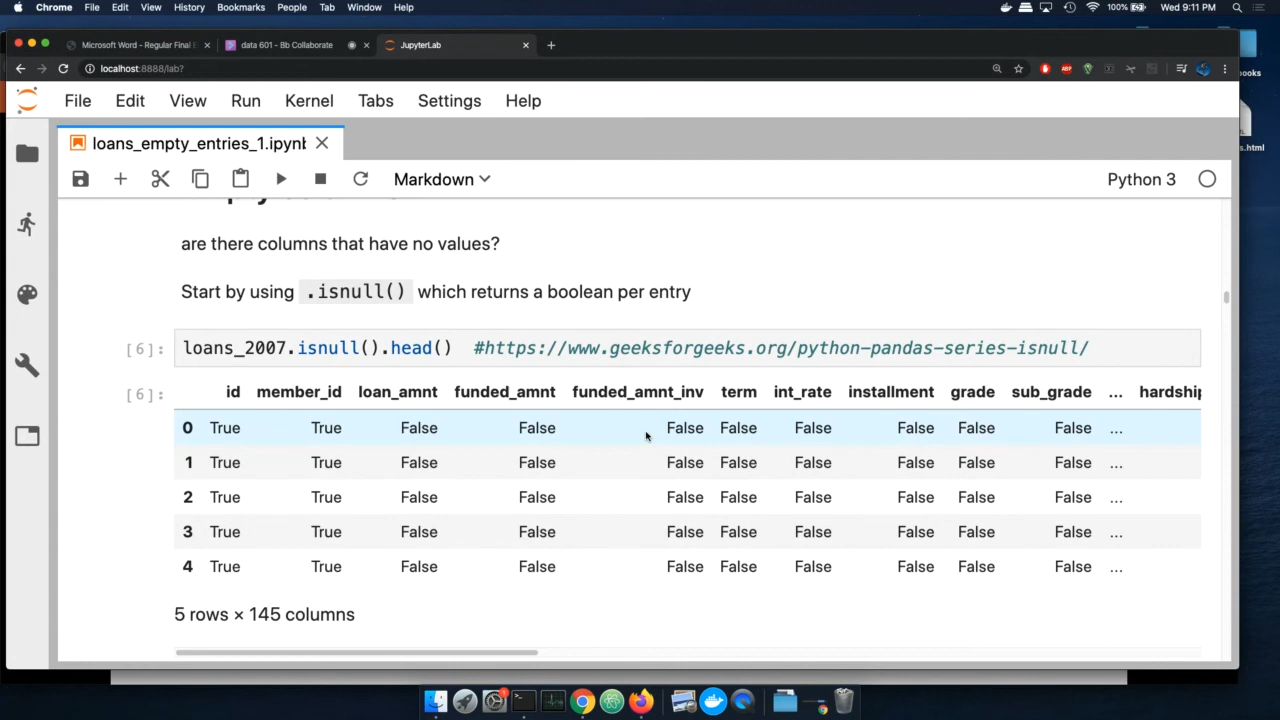 Chrome File Edit View History Bookmarks People Tab Window Help 100% Wed 9:11 PM
Microsoft Word - Regular Final E data 601 - Bb Collaborate JupyterLab
localhost:8888/lab?
ooks
File Edit View Run Kernel Tabs Settings Help
s.html
loans_empty_entries_1.ipynb
Markdown Python 3
are there columns that have no values?
Start by using .isnull() which returns a boolean per entry
[6]: loans_2007.isnull().head() #https://www.geeksforgeeks.org/python-pandas-series-isnull/
[6]: id member_id loan_amnt funded_amnt funded_amnt_inv term int_rate installment grade sub_grade ... hardship
0 True True False False False False False False False False ...
1 True True False False False False False False False False ...
2 True True False False False False False False False False ...
3 True True False False False False False False False False ...
4 True True False False False False False False False False ...
5 rows × 145 columns